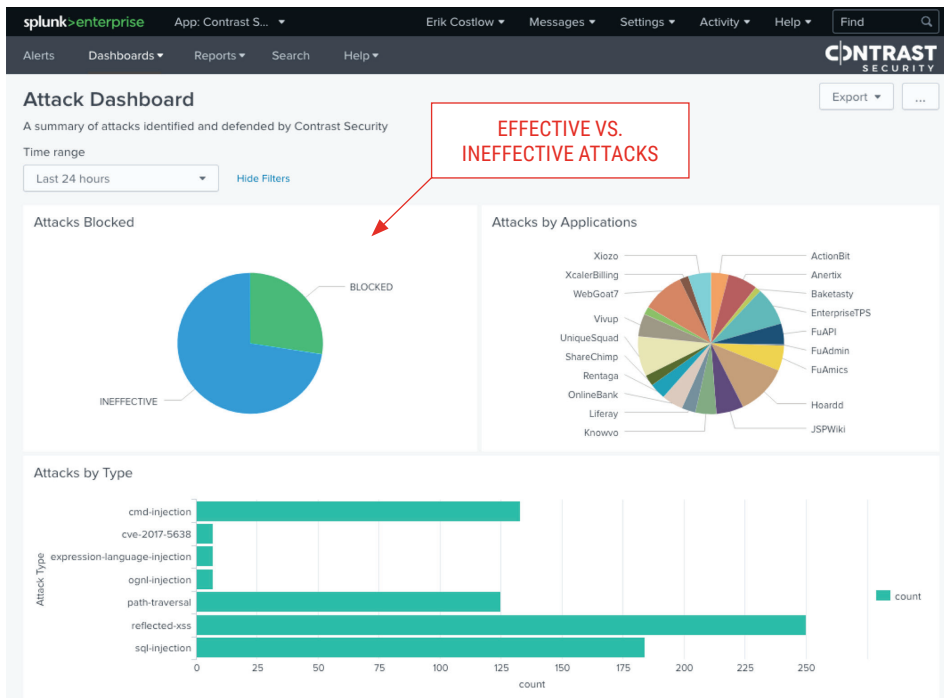 splunk>enterprise App: Contrast S... Erik Costlow Messages Settings Activity Help Find
Alerts Dashboards Reports Search Help
CONTRAST
SECURITY
Attack Dashboard
Export
...
A summary of attacks identified and defended by Contrast Security
EFFECTIVE VS.
INEFFECTIVE ATTACKS
Time range
Last 24 hours
Hide Filters
Attacks Blocked
BLOCKED
INEFFECTIVE
Attacks by Applications
Xiozo
XcalerBilling
WebGoat7
Vivup
UniqueSquad
ShareChimp
Rentaga
OnlineBank
Liferay
Knowvo
ActionBit
Anertix
Baketasty
EnterpriseTPS
FuAPI
FuAdmin
FuAmics
Hoardd
JSPWiki
Attacks by Type
Attack Type
cmd-injection
cve-2017-5638
expression-language-injection
ognl-injection
path-traversal
reflected-xss
sql-injection
0 25 50 75 100 125 150 175 200 225 250
count
count